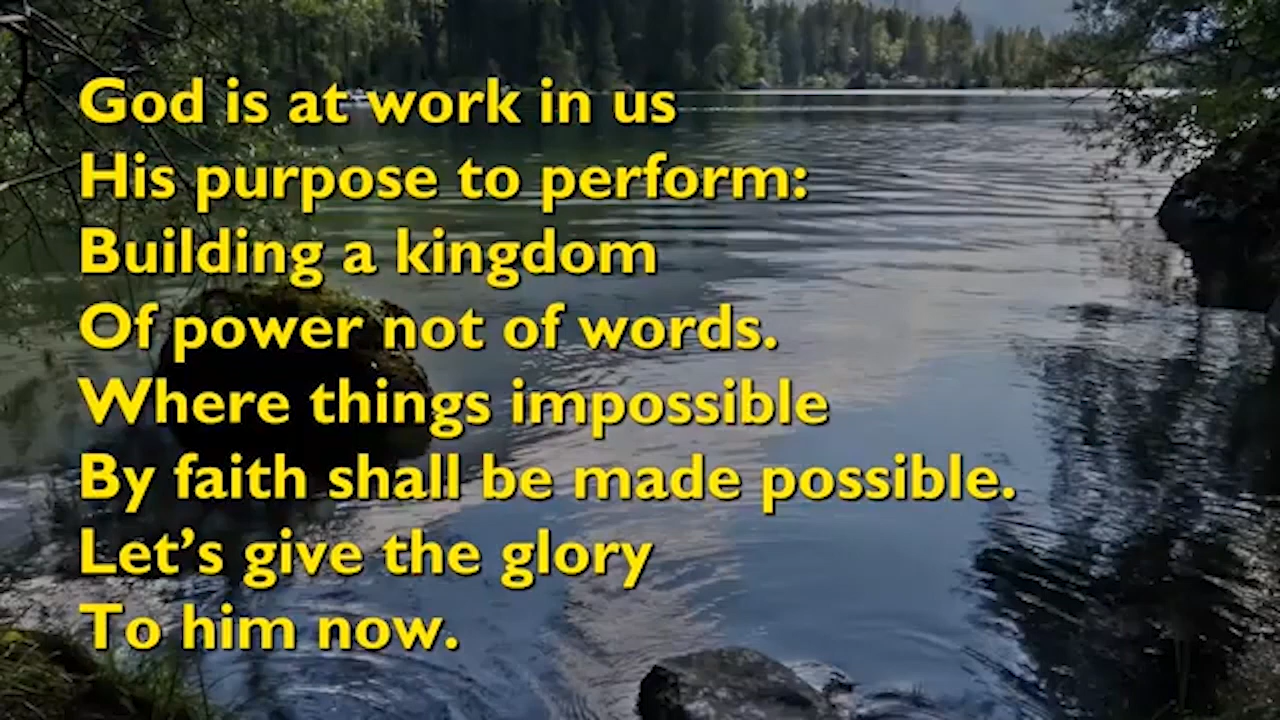 God is at work in us
His purpose to perform:
Building a kingdom
Of power not of words.
Where things impossible
By faith shall be made possible.
Let’s give the glory
To him now.